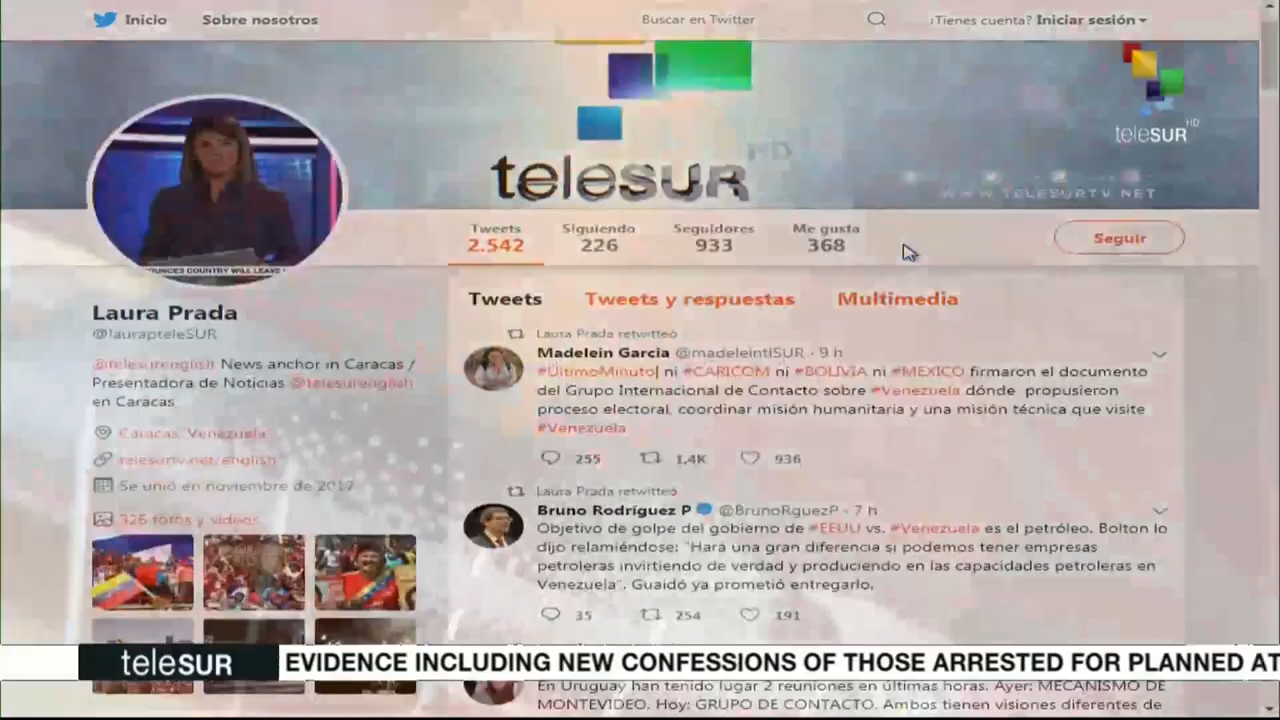 Inicio
Sobre nosotros
Buscar en Twitter
¿Tienes cuenta? Iniciar sesión
teleSUR HD
teleSUR HD
WWW.TELESURTV.NET
Tweets Siguiendo Seguidores Me gusta
2.542 226 933 368
Seguir
OUNCES COUNTRY WILL LEAVE
Laura Prada
@laurapteleSUR
@telesurenglish News anchor in Caracas /
Presentadora de Noticias @telesurenglish
en Caracas
Caracas, Venezuela
telesurtv.net/english
Se unió en noviembre de 2017
326 fotos y videos
Tweets Tweets y respuestas Multimedia
Laura Prada retwitteó
Madelein Garcia @madeleintlSUR · 9 h
#ÚltimoMinuto| ni #CARICOM ni #BOLIVIA ni #MEXICO firmaron el documento
del Grupo Internacional de Contacto sobre #Venezuela dónde propusieron
proceso electoral, coordinar misión humanitaria y una misión técnica que visite
#Venezuela
255 1,4K 936
Laura Prada retwitteó
Bruno Rodríguez P @BrunoRguezP · 7 h
Objetivo de golpe del gobierno de #EEUU vs. #Venezuela es el petróleo. Bolton lo
dijo relamiéndose: "Hará una gran diferencia si podemos tener empresas
petroleras invirtiendo de verdad y produciendo en las capacidades petroleras en
Venezuela". Guaidó ya prometió entregarlo.
35 254 191
teleSUR EVIDENCE INCLUDING NEW CONFESSIONS OF THOSE ARRESTED FOR PLANNED AT
En Uruguay han tenido lugar 2 reuniones en últimas horas. Ayer: MECANISMO DE
MONTEVIDEO. Hoy: GRUPO DE CONTACTO. Ambos tienen visiones diferentes de